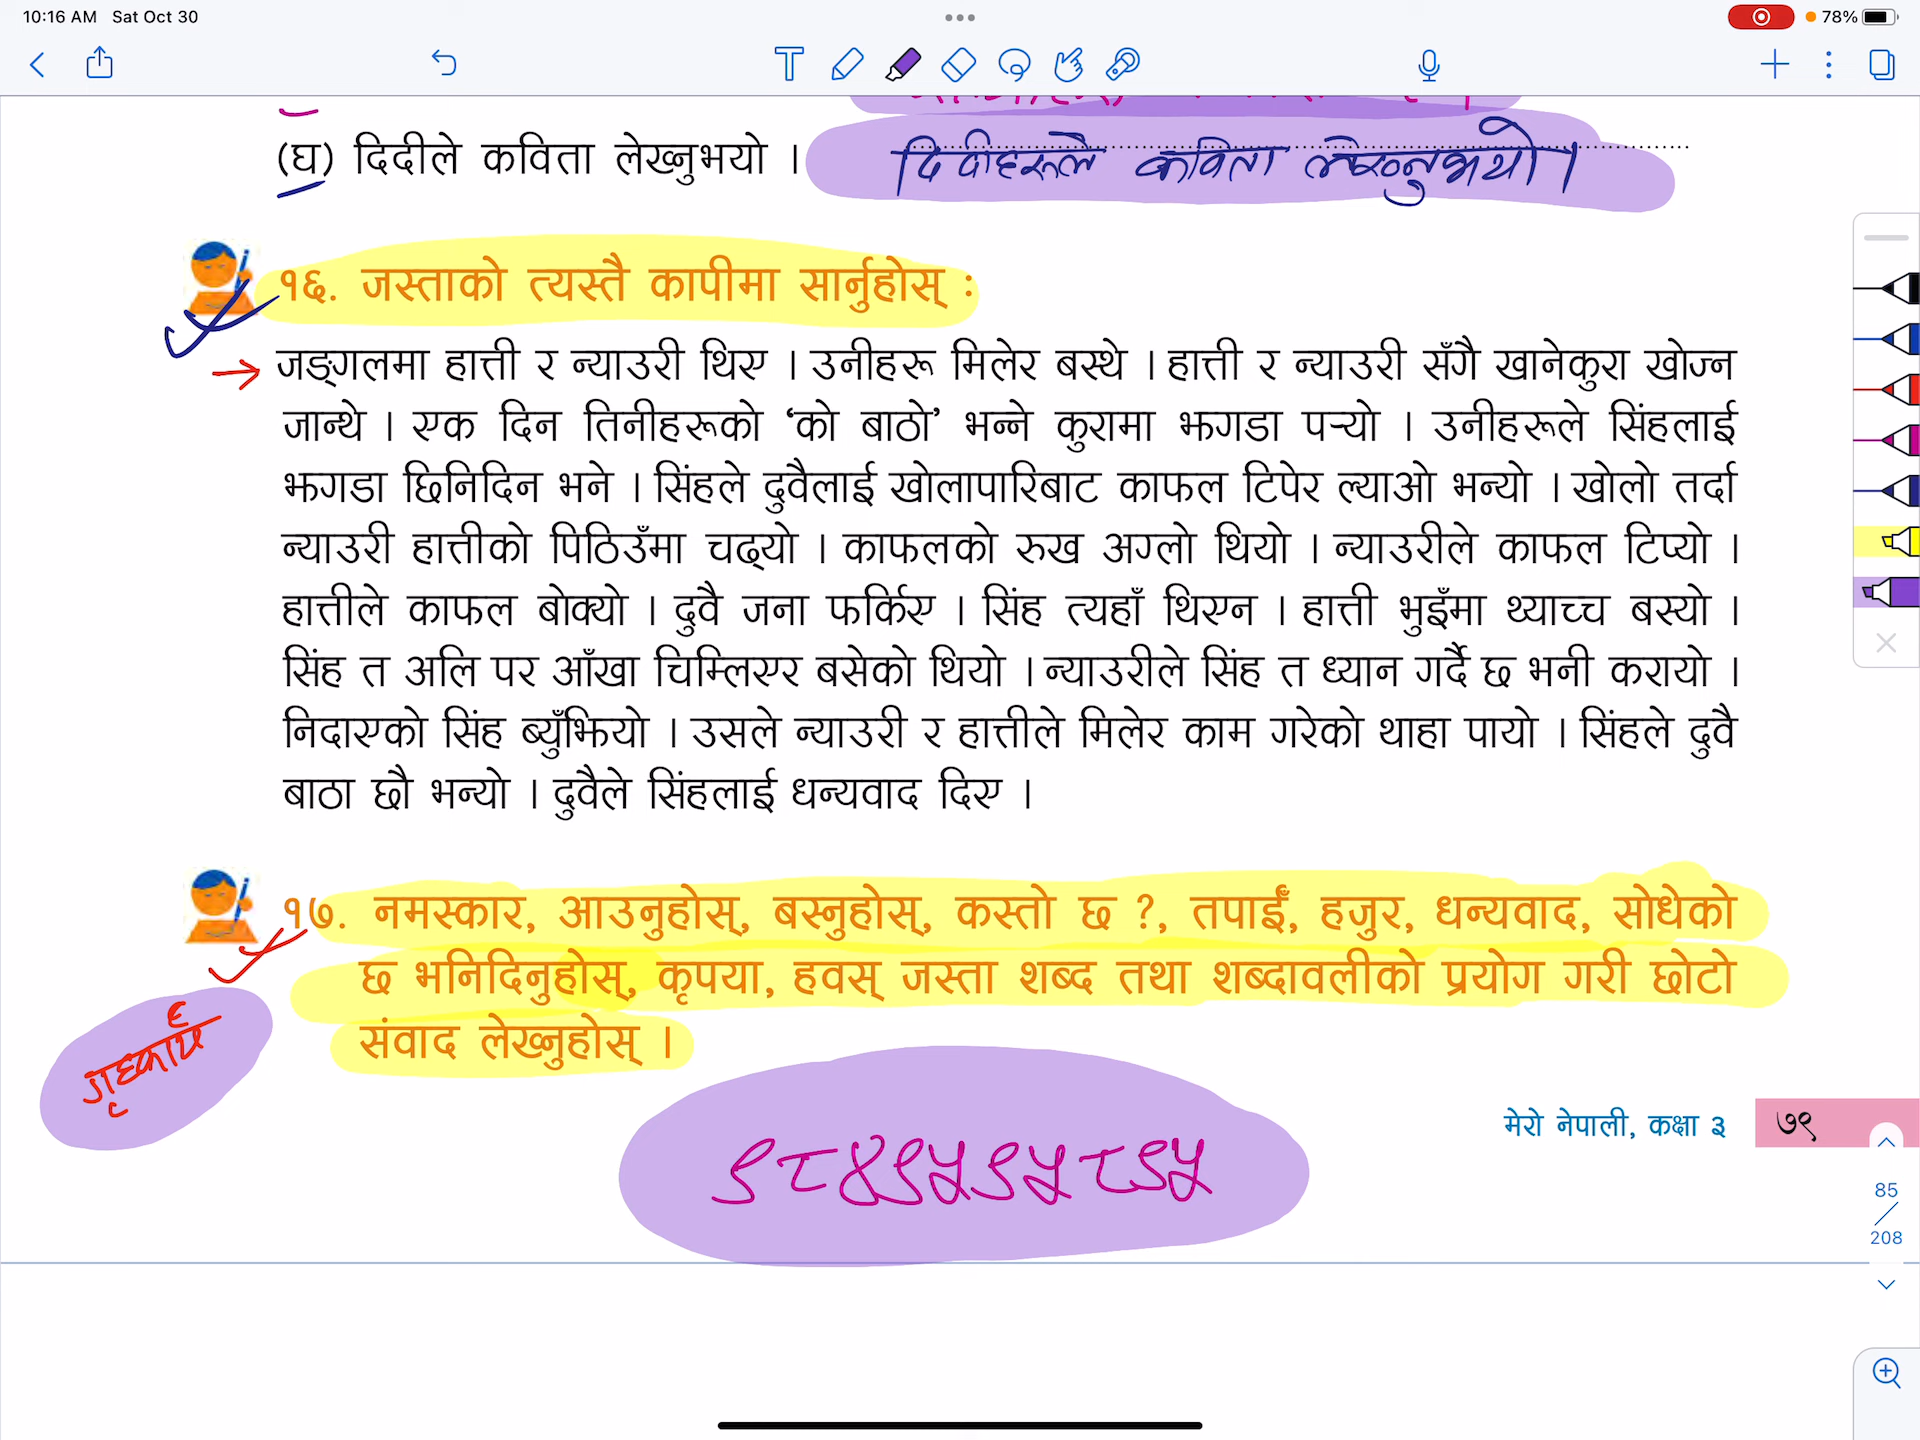 10:16 AM Sat Oct 30
78%
(घ) दिदीले कविता लेख्नुभयो । दिदीहरूले कविता लेख्नुभयो ।
१६. जस्ताको त्यस्तै कापीमा सार्नुहोस् :
जङ्गलमा हात्ती र न्याउरी थिए । उनीहरू मिलेर बस्थे । हात्ती र न्याउरी सँगै खानेकुरा खोज्न
जान्थे । एक दिन तिनीहरूको ‘को बाठो’ भन्ने कुरामा झगडा पर्‍यो । उनीहरूले सिंहलाई
झगडा छिनिदिन भने । सिंहले दुवैलाई खोलापारिबाट काफल टिपेर ल्याओ भन्यो । खोलो तर्दा
न्याउरी हात्तीको पिठिउँमा चढ्यो । काफलको रुख अग्लो थियो । न्याउरीले काफल टिप्यो ।
हात्तीले काफल बोक्यो । दुवै जना फर्किए । सिंह त्यहाँ थिएन । हात्ती भुइँमा थ्याच्च बस्यो ।
सिंह त अलि पर आँखा चिम्लिएर बसेको थियो । न्याउरीले सिंह त ध्यान गर्दै छ भनी करायो ।
निदाएको सिंह ब्युँझियो । उसले न्याउरी र हात्तीले मिलेर काम गरेको थाहा पायो । सिंहले दुवै
बाठा छौ भन्यो । दुवैले सिंहलाई धन्यवाद दिए ।
१७. नमस्कार, आउनुहोस्, बस्नुहोस्, कस्तो छ ?, तपाईँ, हजुर, धन्यवाद, सोधेको
छ भनिदिनुहोस्, कृपया, हवस् जस्ता शब्द तथा शब्दावलीको प्रयोग गरी छोटो
संवाद लेख्नुहोस् ।
गृहकार्य
९८४९५९५८९५
मेरो नेपाली, कक्षा ३ ७९
85
208